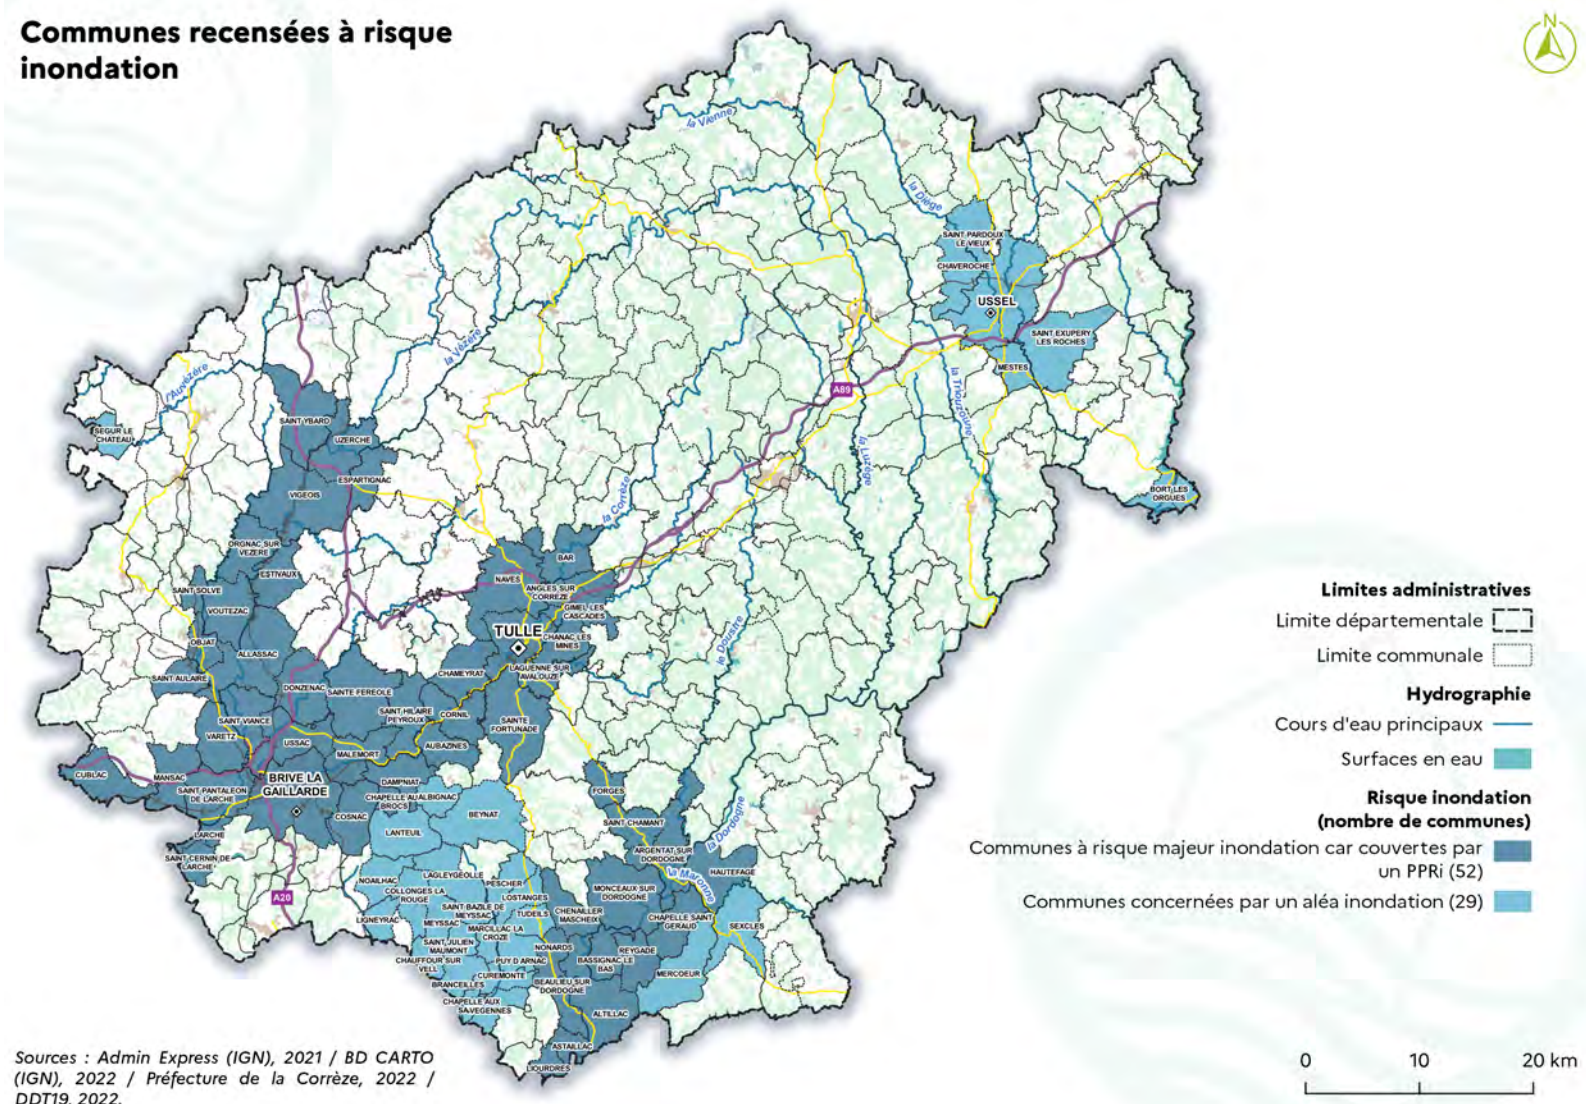 Communes recensées à risque
inondation
N
la Vienne
la Diège
SAINT PARDOUX
LE VIEUX
CHAVEROCHE
USSEL
SAINT EXUPERY
LES ROCHES
MESTES
la Vézère
l'Auvézère
A89
la Triouzoune
SEGUR LE
CHATEAU
SAINT YBARD
UZERCHE
la Luzège
ESPARTIGNAC
VIGEOIS
BORT LES
ORGUES
la Corrèze
ORGNAC SUR
VEZERE
BAR
ESTIVAUX
NAVES
SAINT SOLVE
ANGLES SUR
CORREZE
VOUTEZAC
GIMEL LES
CASCADES
TULLE
CHANAC LES
MINES
OBJAT
ALLASSAC
la Doustre
LAGUENNE SUR
AVALOUZE
CHAMEYRAT
SAINT AULAIRE
DONZENAC
SAINTE FEREOLE
SAINT HILAIRE
PEYROUX
CORNIL
SAINT VIANCE
SAINTE
FORTUNADE
VARETZ
USSAC
AUBAZINES
MALEMORT
CUBLAC
MANSAC
BRIVE LA
GAILLARDE
DAMPNIAT
SAINT PANTALEON
DE LARCHE
CHAPELLE AUX
BROCS
ALBIGNAC
FORGES
COSNAC
BEYNAT
SAINT CHAMANT
LARCHE
LANTEUIL
la Dordogne
ARGENTAT SUR
DORDOGNE
SAINT CERNIN DE
LARCHE
HAUTEFAGE
la Maronne
NOAILHAC
LAGLEYGEOLLE
PESCHER
MONCEAUX SUR
DORDOGNE
COLLONGES LA
ROUGE
A20
LOSTANGES
SAINT BAZILE DE
MEYSSAC
TUDEILS
CHENAILLER
MASCHEIX
LIGNEYRAC
MEYSSAC
CHAPELLE SAINT
GERAUD
SEXCLES
MARCILLAC LA
CROZE
SAINT JULIEN
MAUMONT
NONARDS
REYGADE
CHAUFFOUR SUR
VELL
PUY D ARNAC
BASSIGNAC LE
BAS
CUREMONTE
MERCOEUR
BRANCEILLES
BEAULIEU SUR
DORDOGNE
CHAPELLE AUX
SAVEGENNES
ALTILLAC
ASTAILLAC
LIOURDRES
Limites administratives
Limite départementale
Limite communale
Hydrographie
Cours d'eau principaux
Surfaces en eau
Risque inondation
(nombre de communes)
Communes à risque majeur inondation car couvertes par
un PPRi (52)
Communes concernées par un aléa inondation (29)
Sources : Admin Express (IGN), 2021 / BD CARTO
(IGN), 2022 / Préfecture de la Corrèze, 2022 /
DDT19, 2022.
0 10 20 km